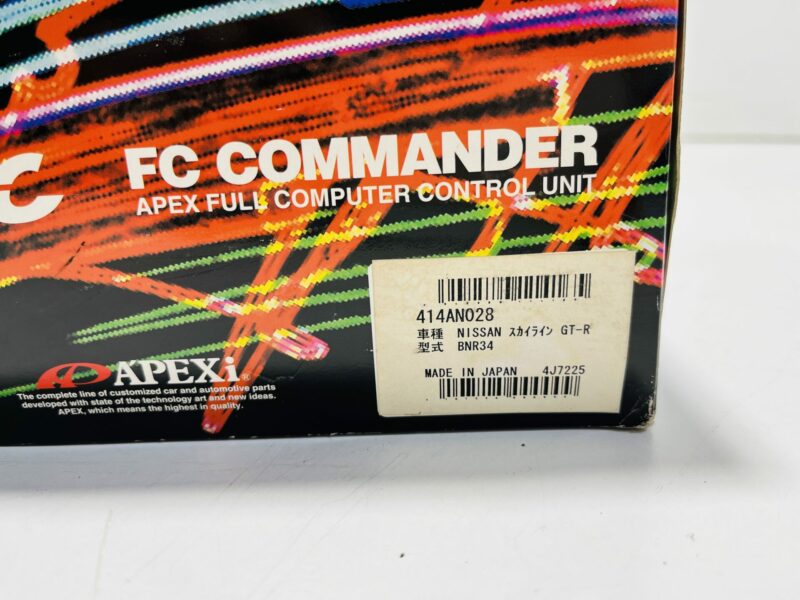 C
FC COMMANDER
APEX FULL COMPUTER CONTROL UNIT
414AN028
車種 NISSAN スカイライン GT-R
型式 BNR34
MADE IN JAPAN 4J7225
APEXi®
The complete line of customized car and automotive parts
developed with state of the technology art and new ideas.
APEX, which means the highest in quality.